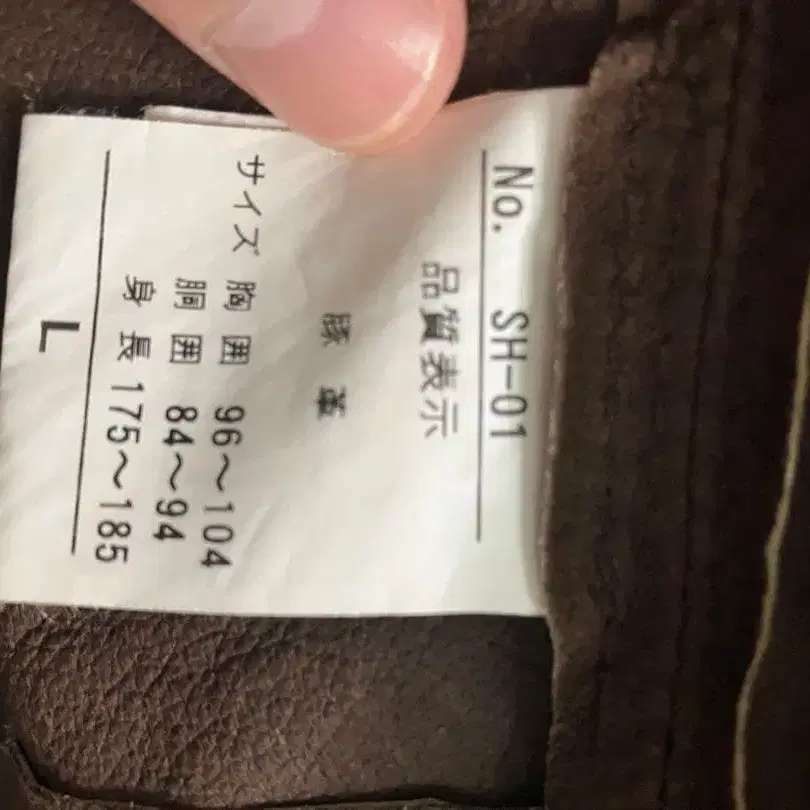 No. SH-01
品質表示
豚革
サイズ 胸囲 96〜104
胴囲 84〜94
身長 175〜185
L